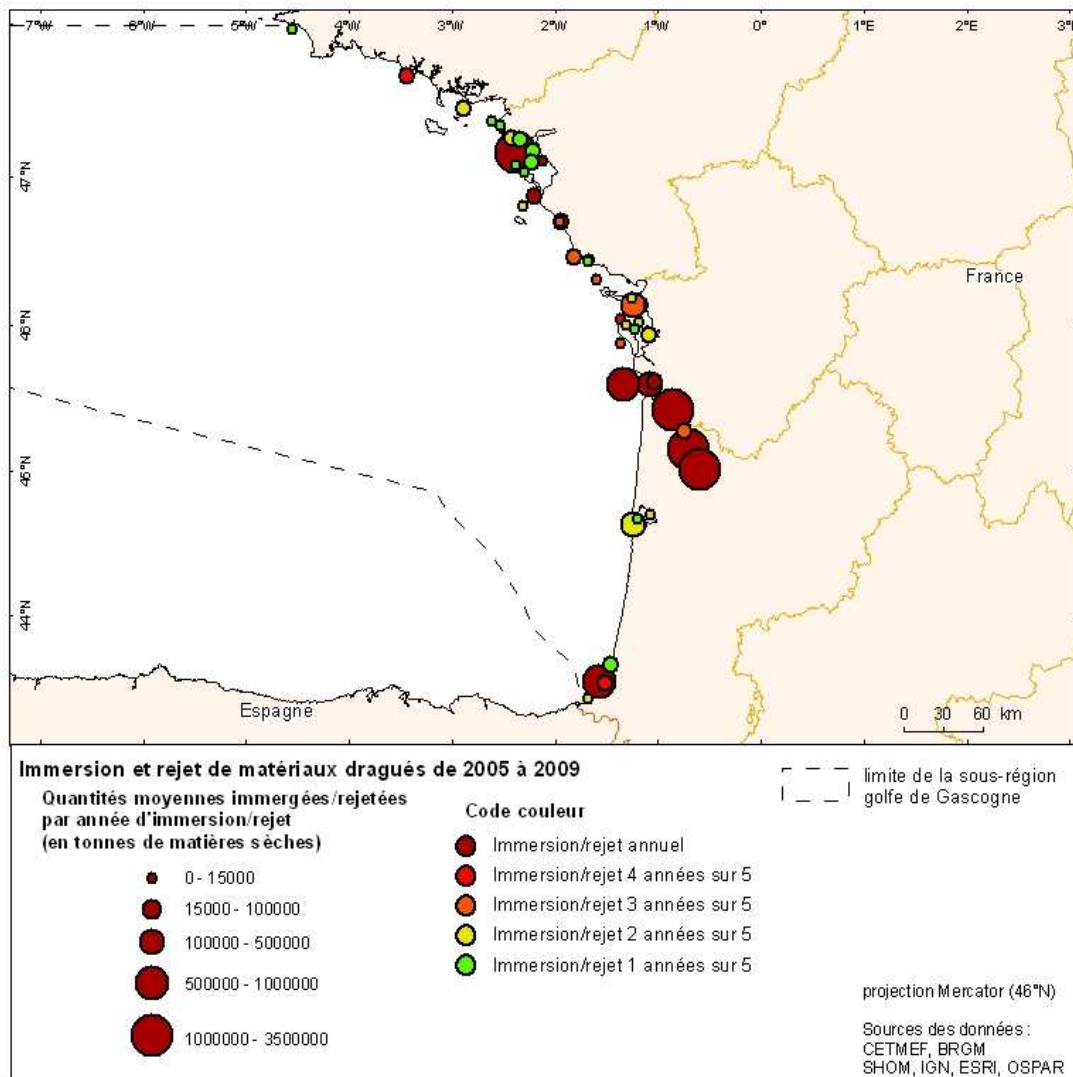 7°W 6°W 5°W 4°W 3°W 2°W 1°W 0° 1°E 2°E 3°
47°N
46°N
45°N
44°N
France
Espagne
0 30 60 km
Immersion et rejet de matériaux dragués de 2005 à 2009
Quantités moyennes immergées/rejetées
par année d'immersion/rejet
(en tonnes de matières sèches)
0 - 15000
15000 - 100000
100000 - 500000
500000 - 1000000
1000000 - 3500000
Code couleur
Immersion/rejet annuel
Immersion/rejet 4 années sur 5
Immersion/rejet 3 années sur 5
Immersion/rejet 2 années sur 5
Immersion/rejet 1 années sur 5
limite de la sous-région
golfe de Gascogne
projection Mercator (46°N)
Sources des données :
CETMEF, BRGM
SHOM, IGN, ESRI, OSPAR